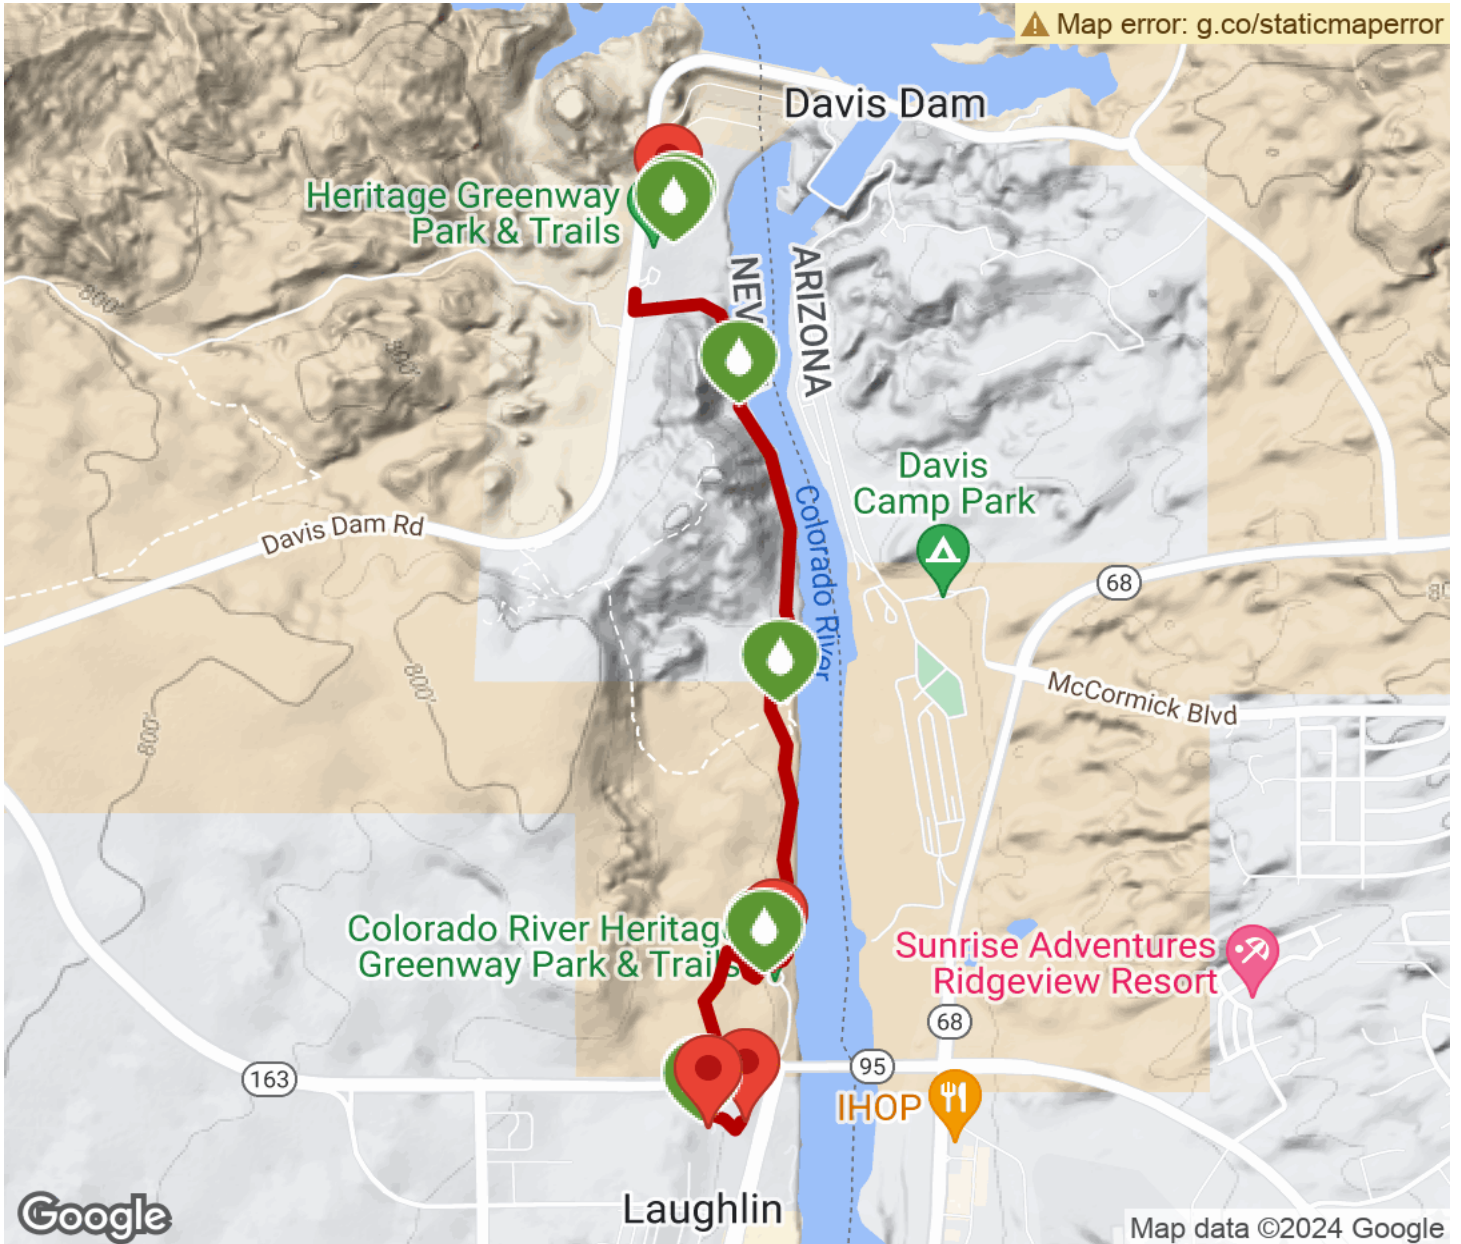 Map error: g.co/staticmaperror
Davis Dam
Heritage Greenway
Park & Trails
NEV
ARIZONA
800'
Davis
Camp Park
Colorado River
Davis Dam Rd
68
McCormick Blvd
800'
800'
Colorado River Heritag
Greenway Park & Trails
Sunrise Adventures
Ridgeview Resort
68
163
95
IHOP
Laughlin
Google
Map data ©2024 Google